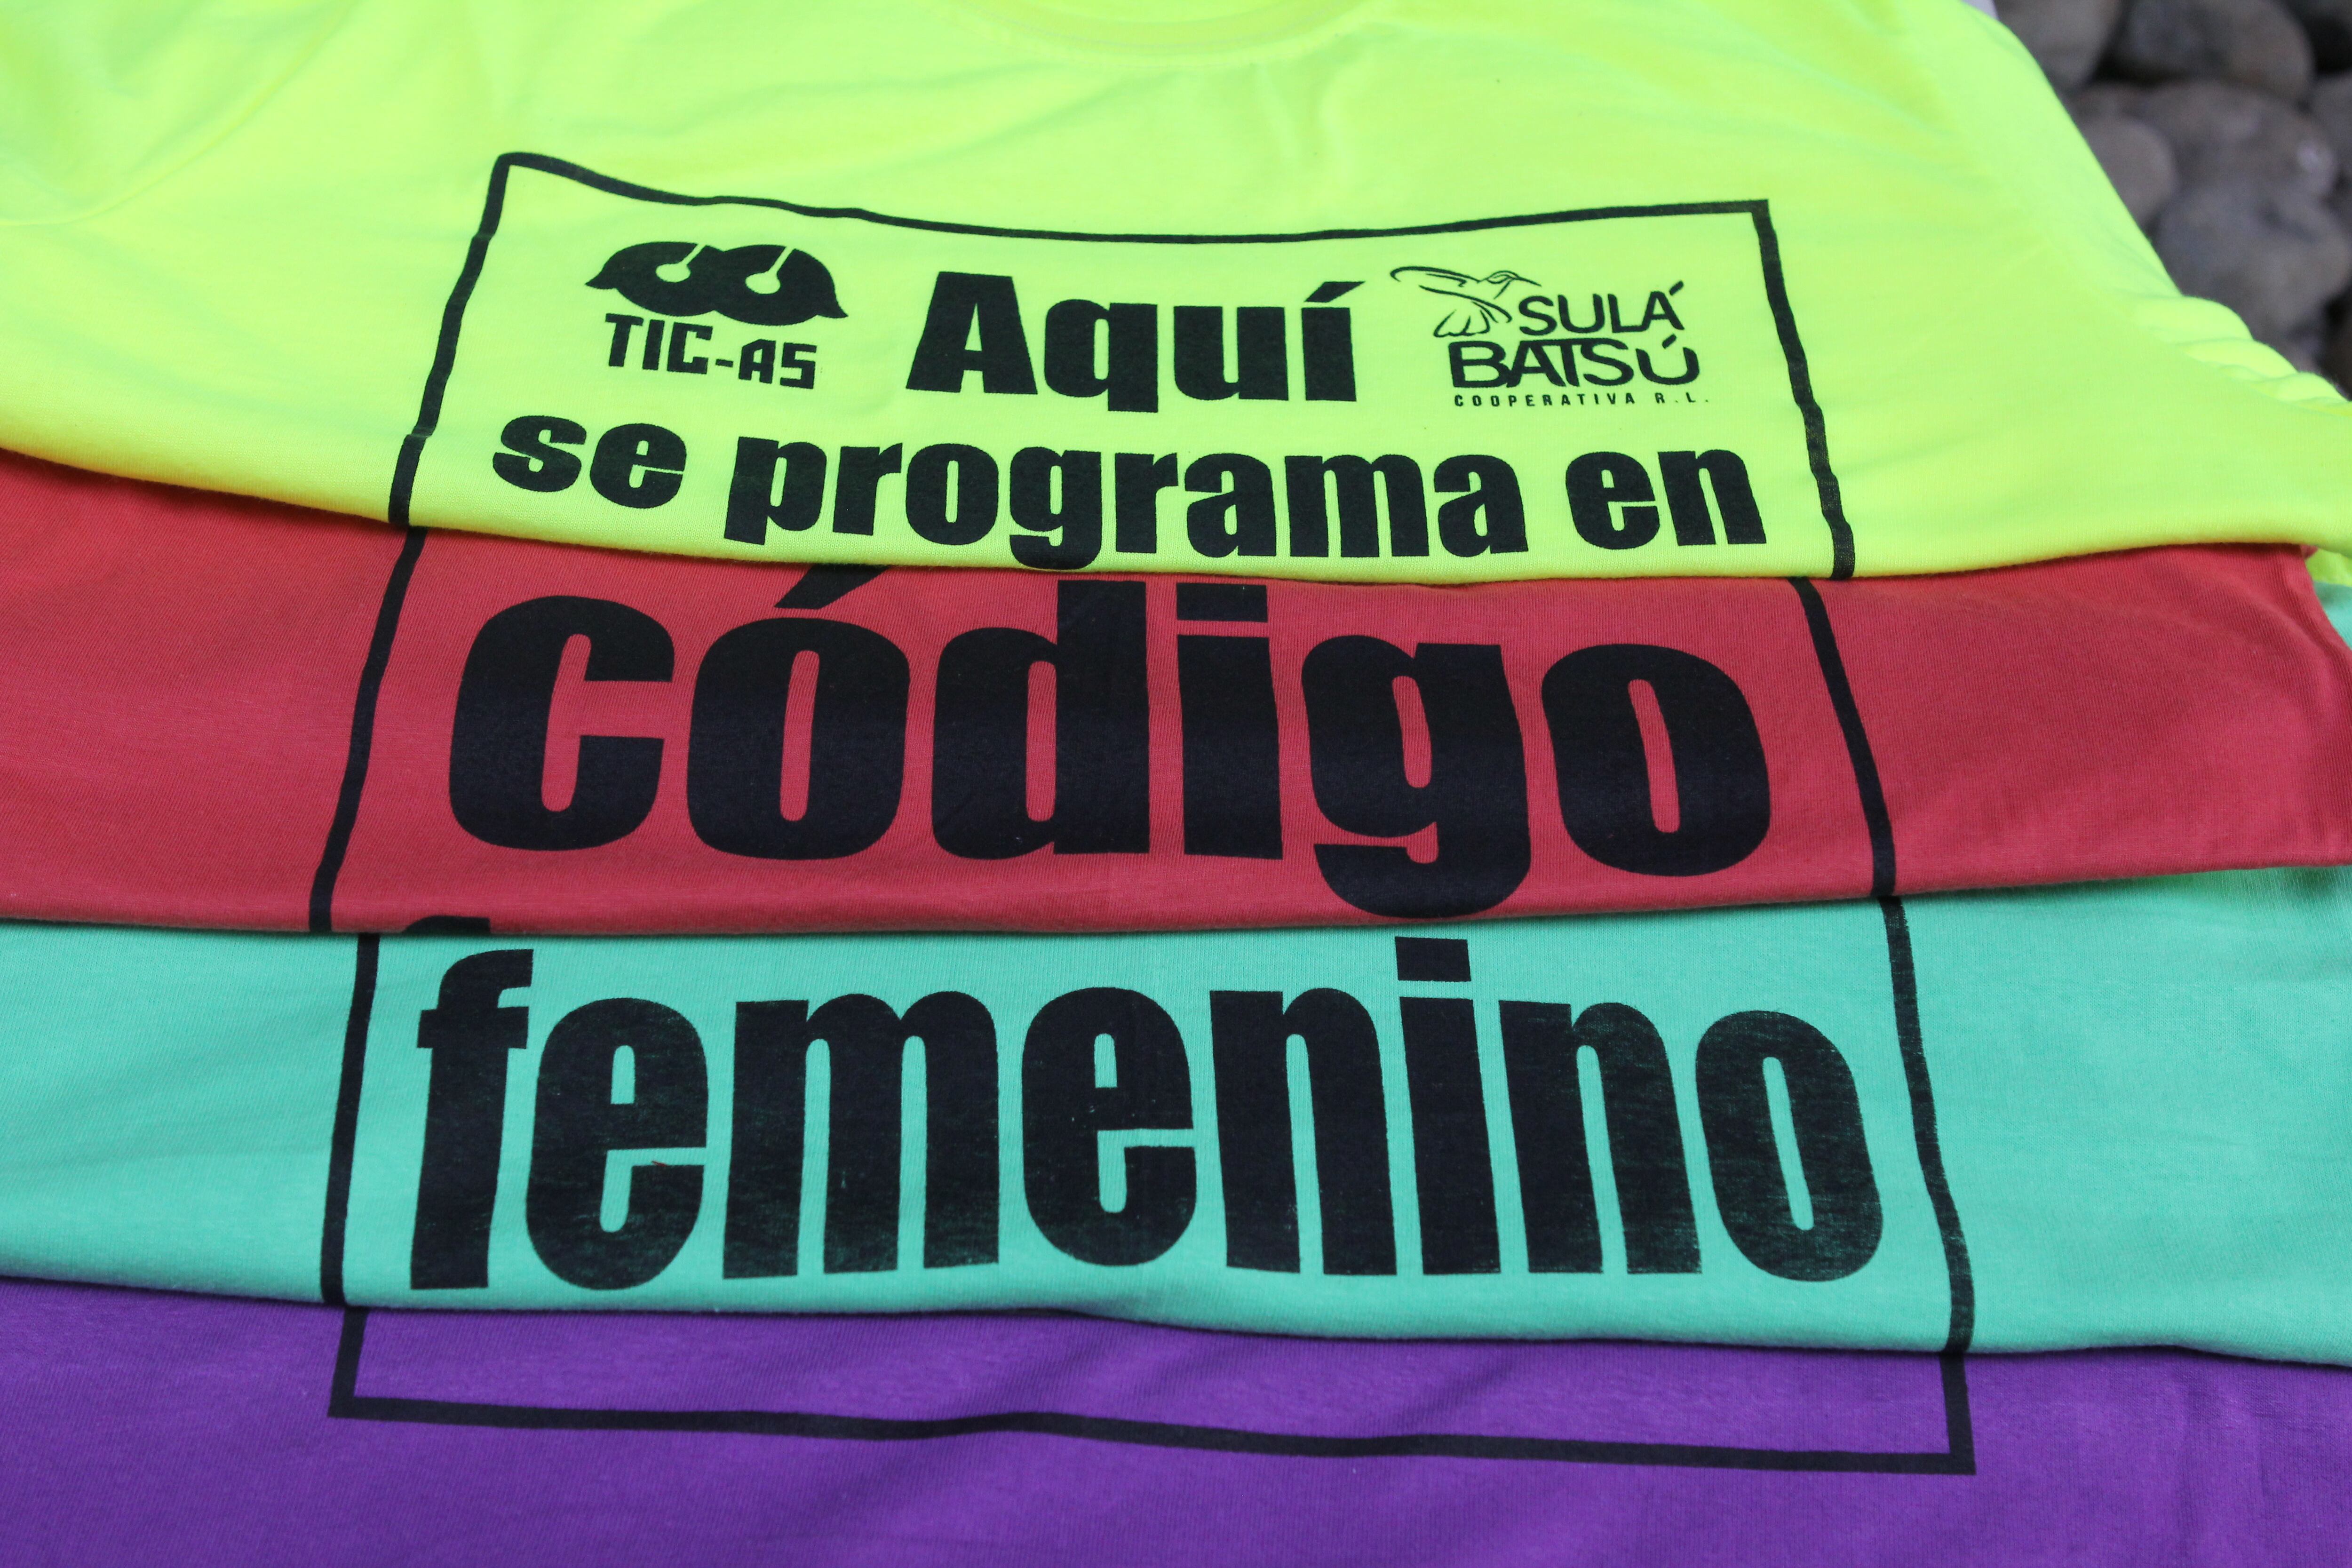 TIC-AS
Aquí
SULÁ
BATSÚ
COOPERATIVA R.L.
se programa en
código
femenino